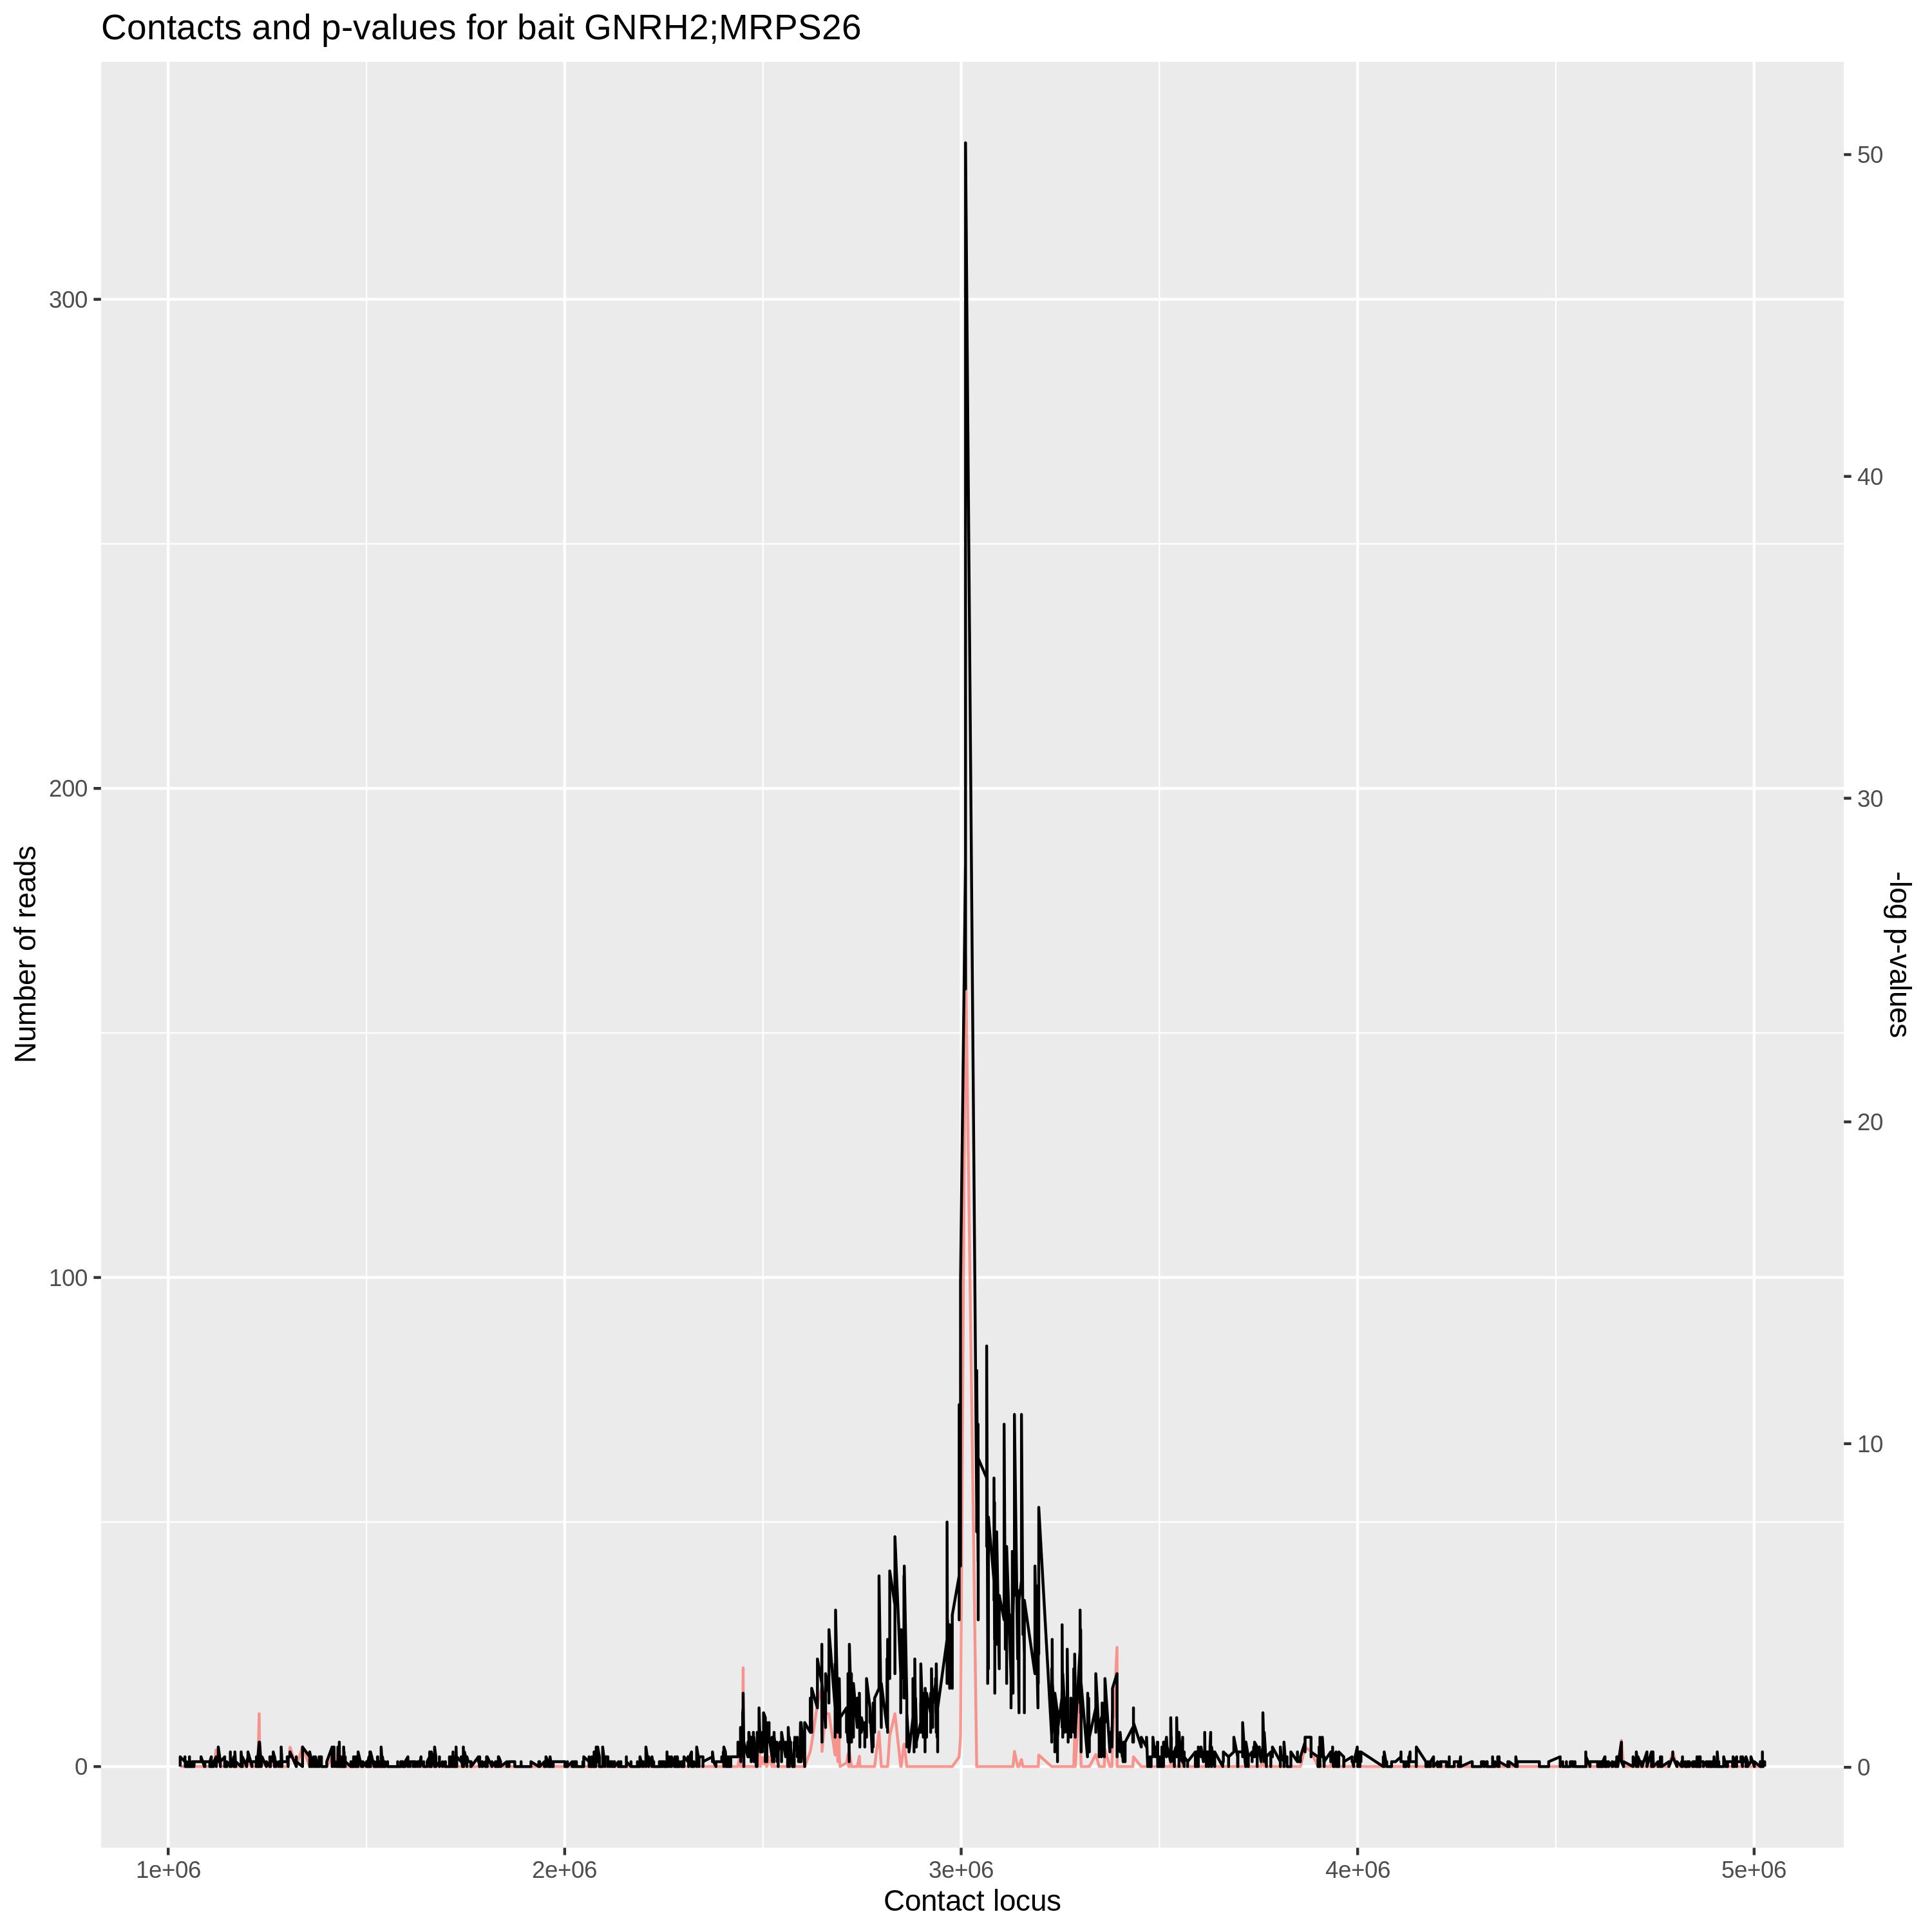 Contacts and p-values for bait GNRH2;MRPS26
300
200
100
0
Number of reads
50
40
30
20
10
0
-log p-values
1e+06
2e+06
3e+06
4e+06
5e+06
Contact locus